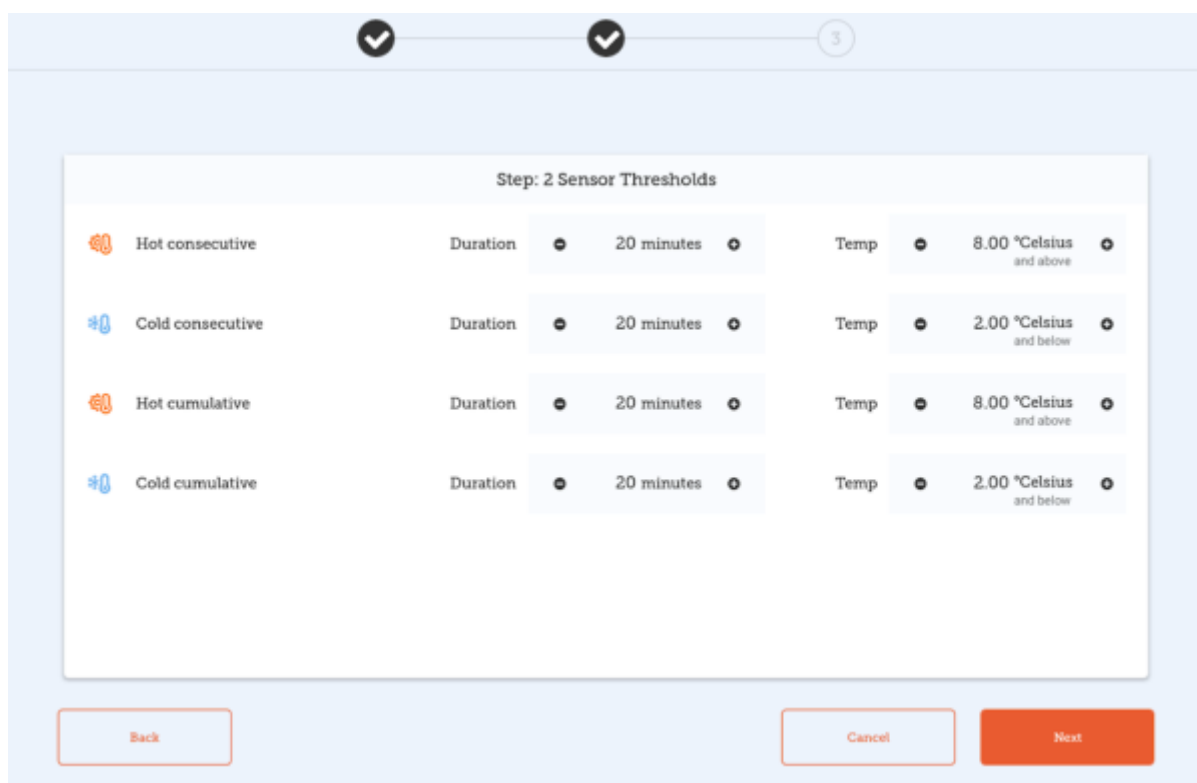 3
Step: 2 Sensor Thresholds
Hot consecutive Duration 20 minutes Temp 8.00 °Celsius
and above
Cold consecutive Duration 20 minutes Temp 2.00 °Celsius
and below
Hot cumulative Duration 20 minutes Temp 8.00 °Celsius
and above
Cold cumulative Duration 20 minutes Temp 2.00 °Celsius
and below
Back Cancel Next